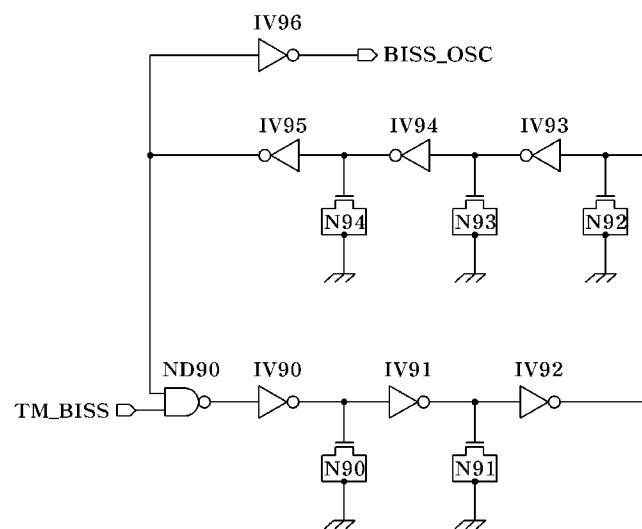 IV96
BISS_OSC
IV95
IV94
IV93
N94
N93
N92
ND90
IV90
IV91
IV92
TM_BISS
N90
N91